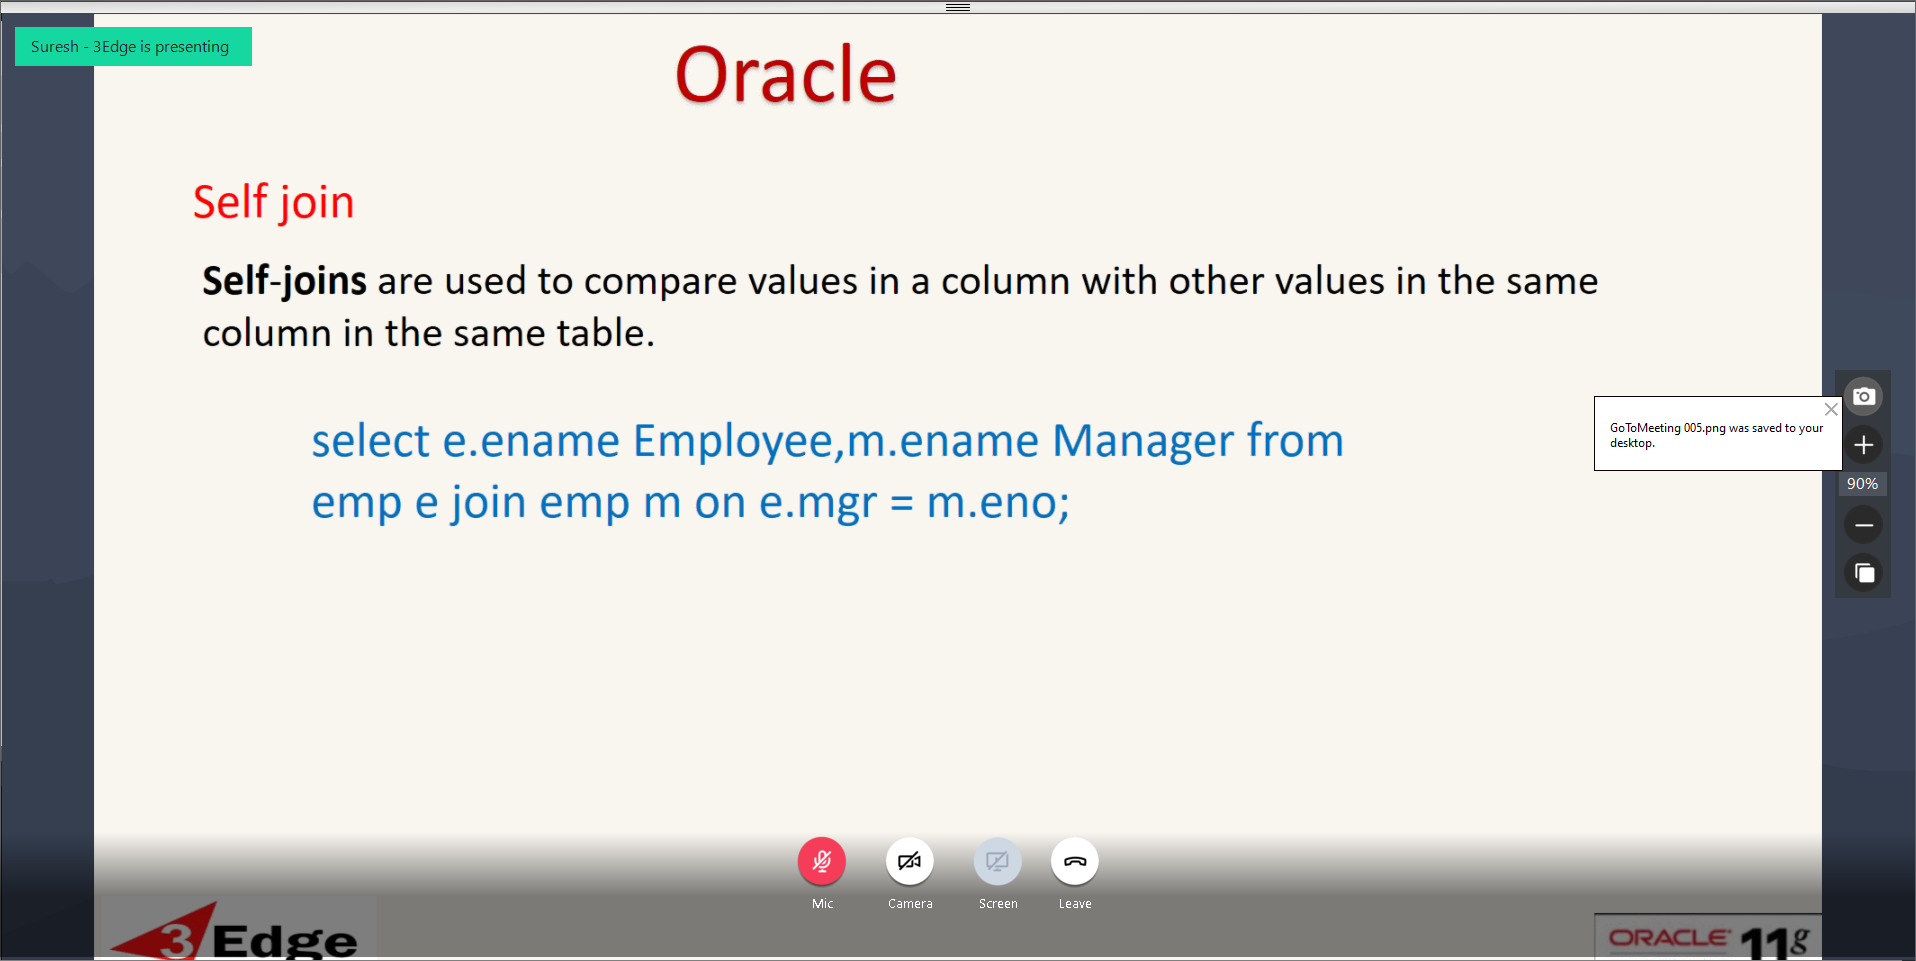 Suresh - 3Edge is presenting
Oracle
Self join
Self-joins are used to compare values in a column with other values in the same
column in the same table.
select e.ename Employee,m.ename Manager from
emp e join emp m on e.mgr = m.eno;
GoToMeeting 005.png was saved to your
desktop.
90%
Mic
Camera
Screen
Leave
3Edge
ORACLE 11g